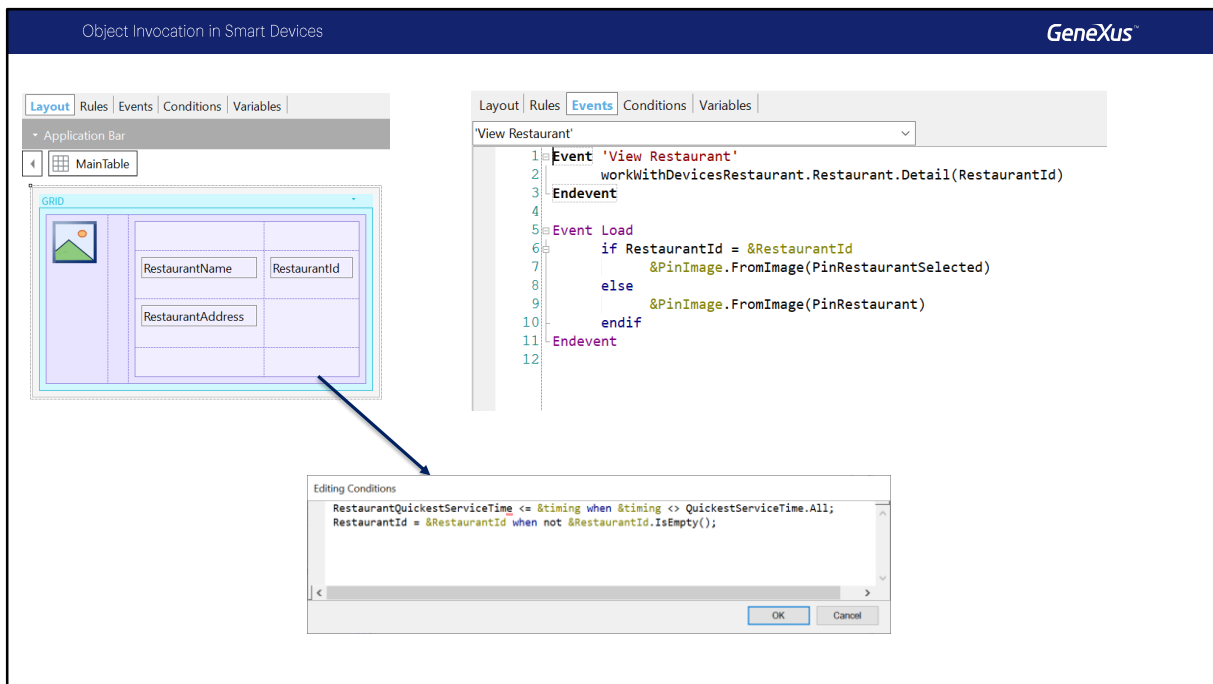 Object Invocation in Smart Devices
GeneXus™
Layout Rules Events Conditions Variables
Application Bar
MainTable
GRID
RestaurantName RestaurantId
RestaurantAddress
Layout Rules Events Conditions Variables
'View Restaurant'
1 Event 'View Restaurant'
2 workWithDevicesRestaurant.Restaurant.Detail(RestaurantId)
3 Endevent
4
5 Event Load
6 if RestaurantId = &RestaurantId
7 &PinImage.FromImage(PinRestaurantSelected)
8 else
9 &PinImage.FromImage(PinRestaurant)
10 endif
11 Endevent
12
Editing Conditions
RestaurantQuickestServiceTime <= &timing when &timing <> QuickestServiceTime.All;
RestaurantId = &RestaurantId when not &RestaurantId.IsEmpty();
OK Cancel